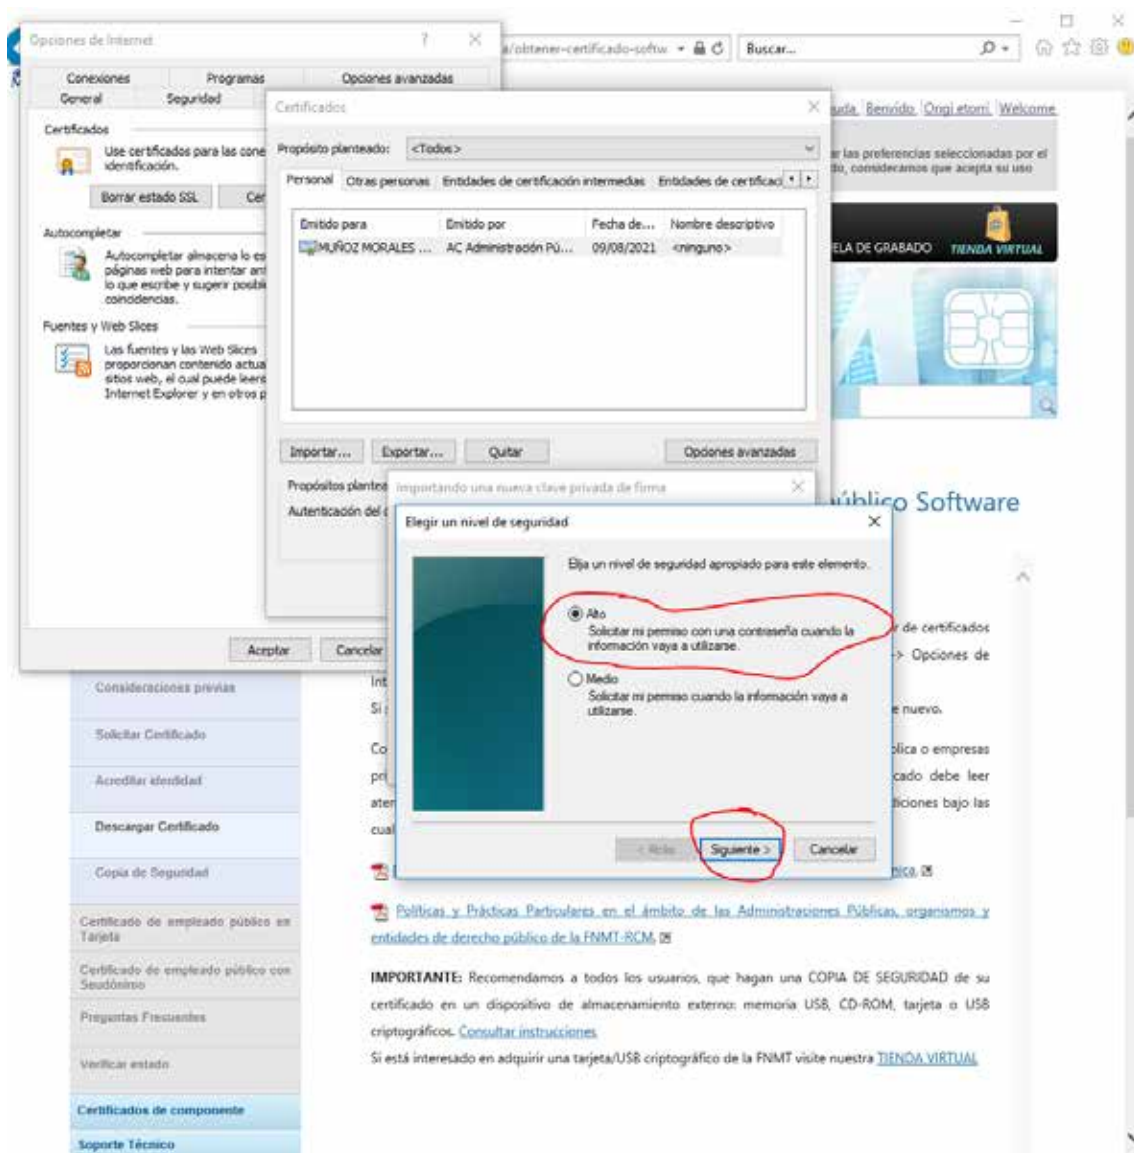 Opciones de Internet
? ×
a/obtener-certificado-softw
Buscar...
Conexiones Programas Opciones avanzadas
General Seguridad
Certificados
Use certificados para las cone
identificación.
Borrar estado SSL Cer
Autocompletar
Autocompletar almacena lo es
páginas web para intentar ant
lo que escribe y sugerir posibl
coincidencias.
Fuentes y Web Slices
Las fuentes y las Web Slices
proporcionan contenido actua
sitios web, el cual puede leers
Internet Explorer y en otros p
Aceptar Cancelar
Certificados
Propósito planteado: <Todos>
Personal Otras personas Entidades de certificación intermedias Entidades de certificaci
Emitido para Emitido por Fecha de... Nombre descriptivo
MUÑOZ MORALES ... AC Administración Pú... 09/08/2021 <ninguno>
Importar... Exportar... Quitar Opciones avanzadas
Propósitos plantea
Autenticación del c
Importando una nueva clave privada de firma
Elegir un nivel de seguridad
Elija un nivel de seguridad apropiado para este elemento.
Alto
Solicitar mi permiso con una contraseña cuando la
información vaya a utilizarse.
Medio
Solicitar mi permiso cuando la información vaya a
utilizarse.
< Atrás Siguiente > Cancelar
uda Benvido Ongi etorri Welcome
ar las preferencias seleccionadas por el
do, consideramos que acepta su uso
ELA DE GRABADO TIENDA VIRTUAL
público Software
r de certificados
-> Opciones de
Int
Si
e nuevo.
Co
blica o empresas
pri
cado debe leer
ater
diciones bajo las
cual
nica.
Políticas y Prácticas Particulares en el ámbito de las Administraciones Públicas, organismos y
entidades de derecho público de la FNMT-RCM.
IMPORTANTE: Recomendamos a todos los usuarios, que hagan una COPIA DE SEGURIDAD de su
certificado en un dispositivo de almacenamiento externo: memoria USB, CD-ROM, tarjeta o USB
criptográficos. Consultar instrucciones
Si está interesado en adquirir una tarjeta/USB criptográfico de la FNMT visite nuestra TIENDA VIRTUAL
Consideraciones previas
Solicitar Certificado
Acreditar identidad
Descargar Certificado
Copia de Seguridad
Certificado de empleado público en
Tarjeta
Certificado de empleado público con
Seudónimo
Preguntas Frecuentes
Verificar estado
Certificados de componente
Soporte Técnico